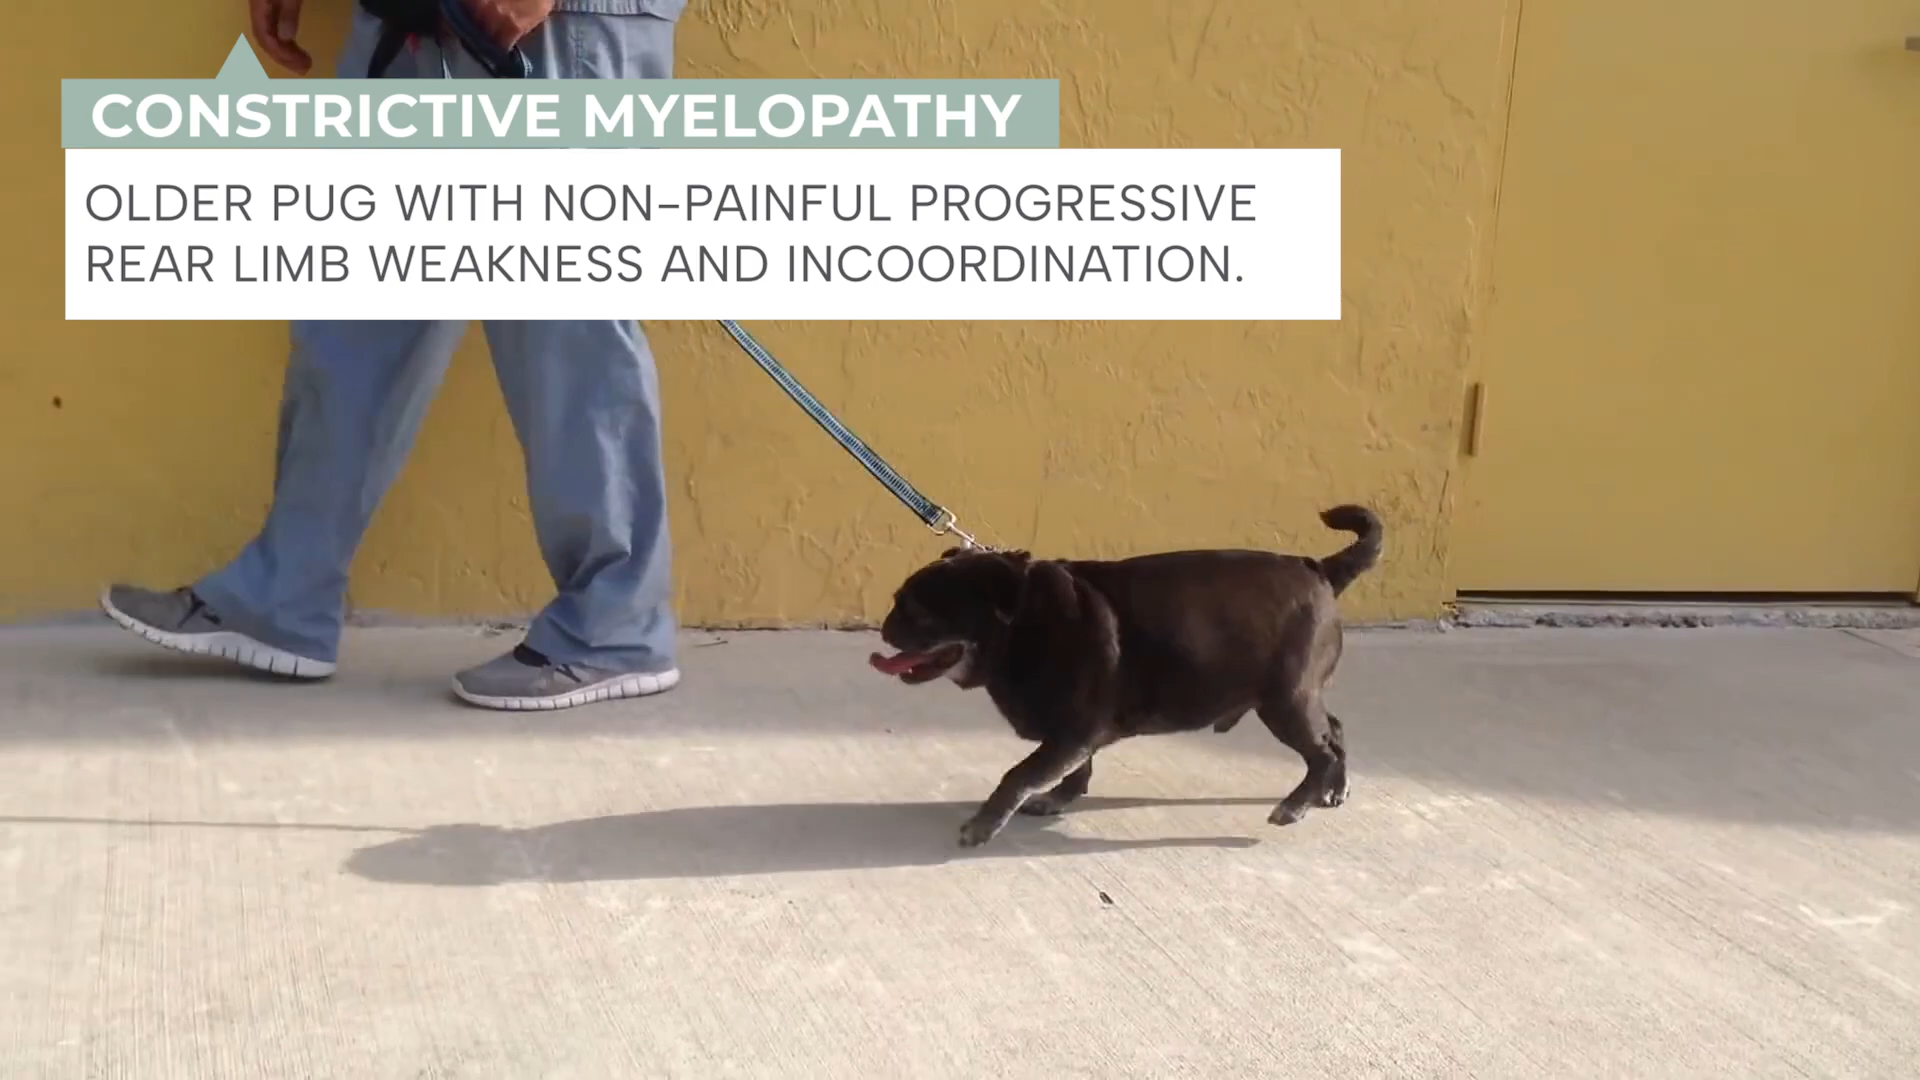 CONSTRICTIVE MYELOPATHY
OLDER PUG WITH NON-PAINFUL PROGRESSIVE
REAR LIMB WEAKNESS AND INCOORDINATION.